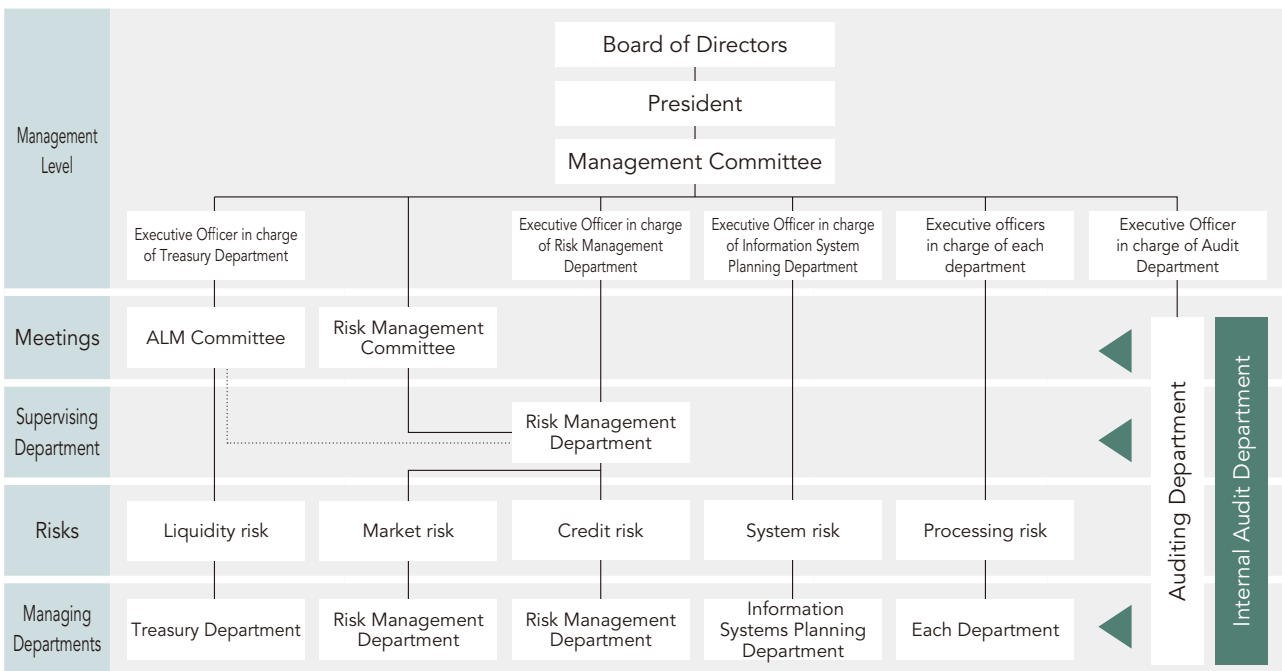 Board of Directors
President
Management Committee
Management
Level
Executive Officer in charge
of Treasury Department
Executive Officer in charge
of Risk Management
Department
Executive Officer in charge
of Information System
Planning Department
Executive officers
in charge of each
department
Executive Officer
in charge of Audit
Department
Meetings
ALM Committee
Risk Management
Committee
Supervising
Department
Risk Management
Department
Risks
Liquidity risk
Market risk
Credit risk
System risk
Processing risk
Managing
Departments
Treasury Department
Risk Management
Department
Risk Management
Department
Information
Systems Planning
Department
Each Department
Auditing Department
Internal Audit Department